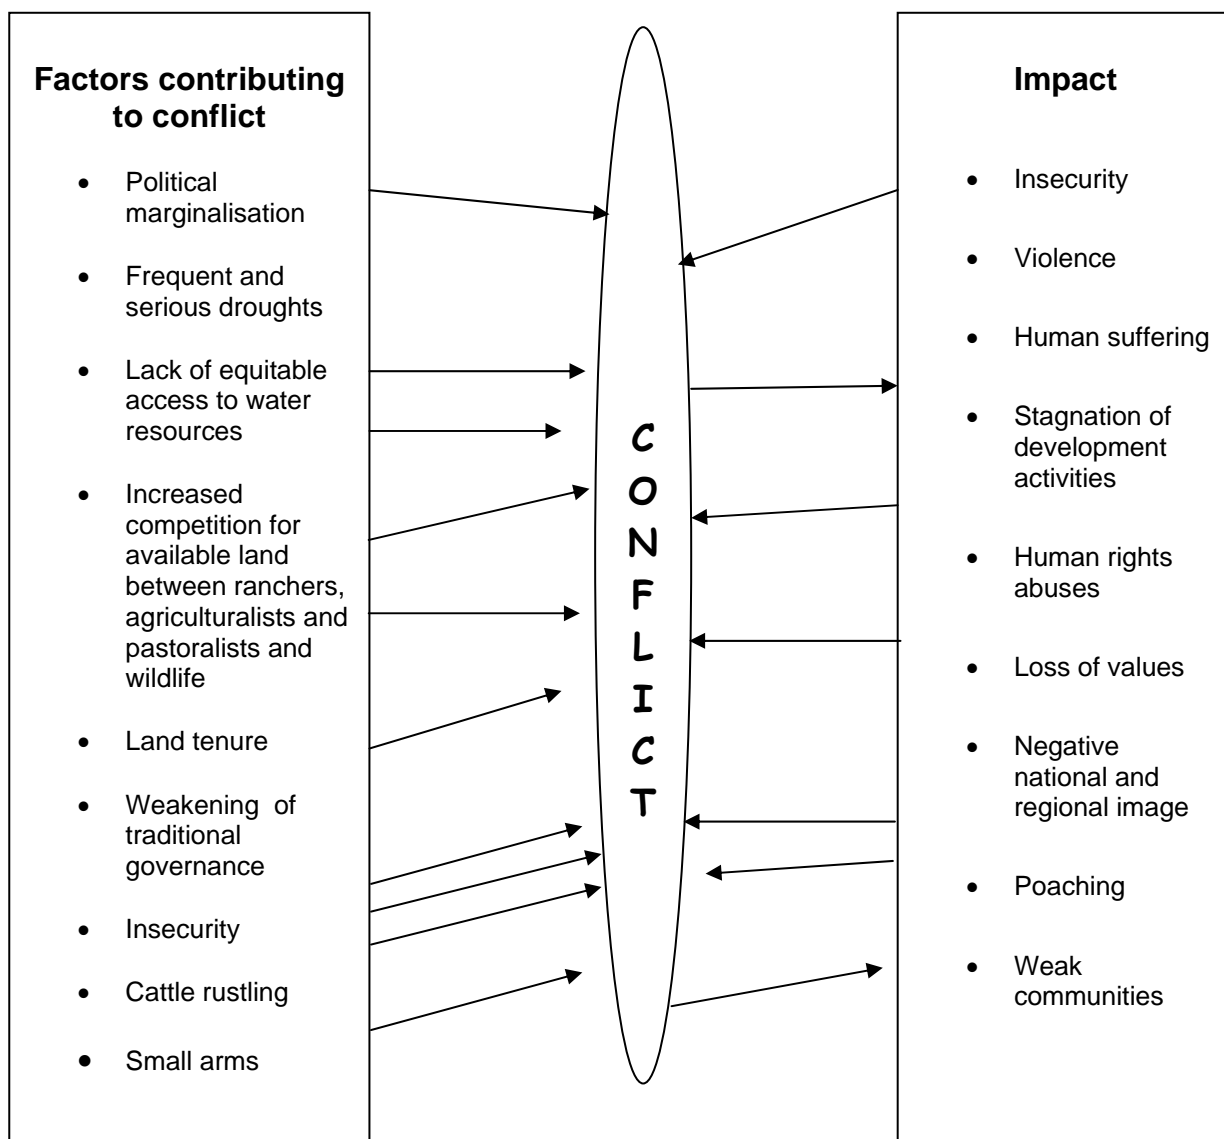 Factors contributing
to conflict
• Political
marginalisation
• Frequent and
serious droughts
• Lack of equitable
access to water
resources
• Increased
competition for
available land
between ranchers,
agriculturalists and
pastoralists and
wildlife
• Land tenure
• Weakening of
traditional
governance
• Insecurity
• Cattle rustling
• Small arms
C
O
N
F
L
I
C
T
Impact
• Insecurity
• Violence
• Human suffering
• Stagnation of
development
activities
• Human rights
abuses
• Loss of values
• Negative
national and
regional image
• Poaching
• Weak
communities